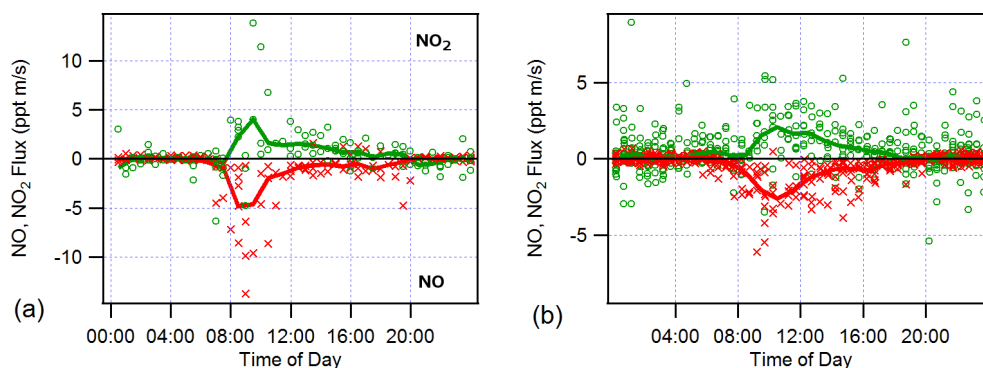 NO₂
10
5
0
-5
-10
NO, NO₂ Flux (ppt m/s)
NO
(a)
00:00 04:00 08:00 12:00 16:00 20:00
Time of Day
5
0
-5
NO, NO₂ Flux (ppt m/s)
(b)
04:00 08:00 12:00 16:00 20:00
Time of Day